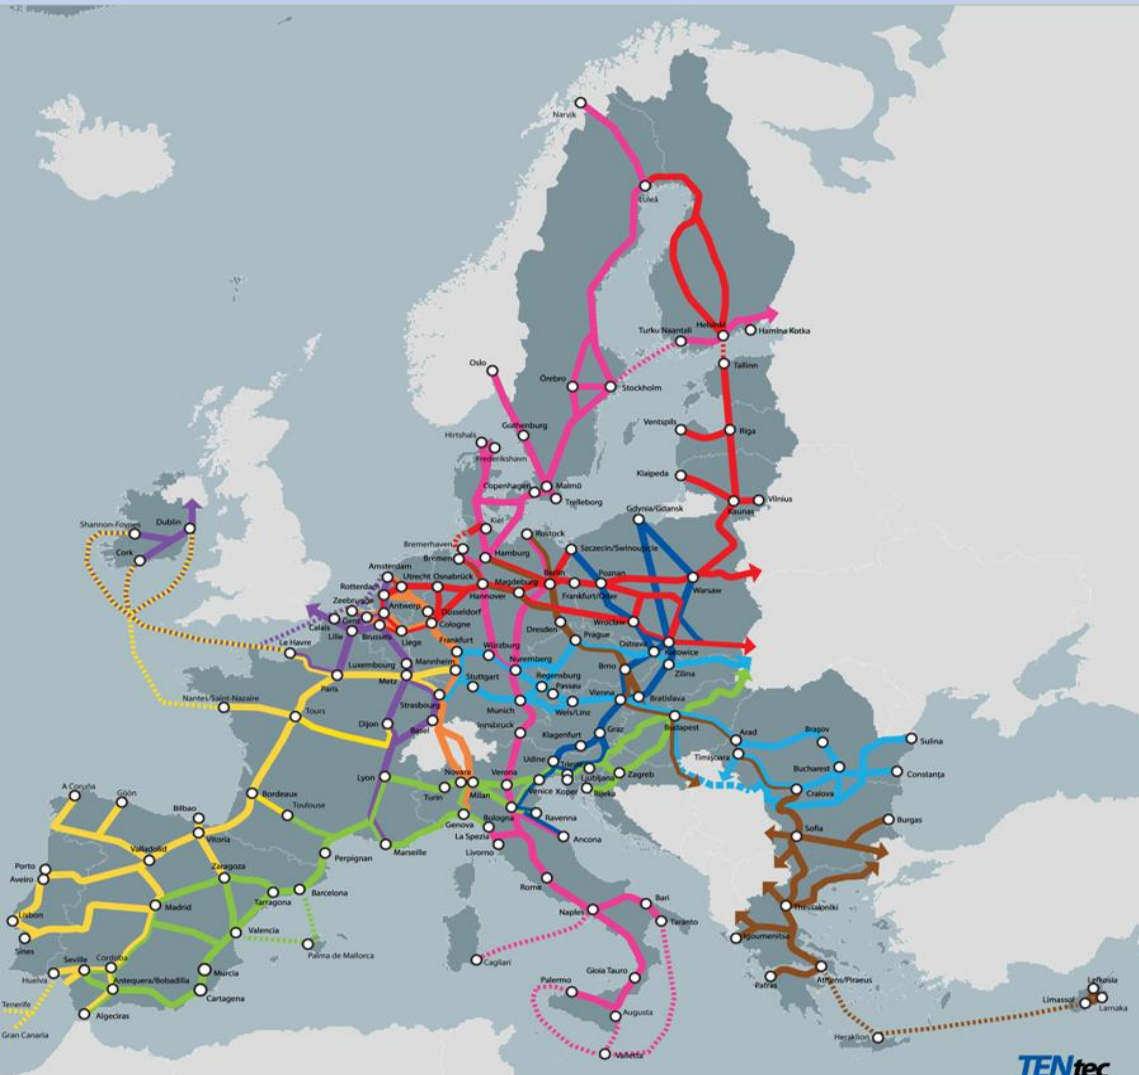 Narvik
Luleå
Turku Naantali
Helsinki
Hamina Kotka
Tallinn
Oslo
Örebro
Stockholm
Ventspils
Riga
Hirtshals
Gothenburg
Frederikshavn
Klaipeda
Copenhagen
Malmö
Trelleborg
Vilnius
Kaunas
Gdynia/Gdansk
Shannon-Foynes
Dublin
Cork
Kiel
Rostock
Bremerhaven
Bremen
Hamburg
Szczecin/Swinoujscie
Amsterdam
Utrecht
Osnabrück
Rotterdam
Magdeburg
Berlin
Poznan
Warsaw
Hannover
Frankfurt/Oder
Zeebrugge
Antwerp
Düsseldorf
Calais
Gent
Cologne
Lille
Brussels
Liege
Dresden
Wroclaw
Prague
Frankfurt
Würzburg
Ostrava
Katowice
Le Havre
Luxembourg
Mannheim
Nuremberg
Brno
Zilina
Paris
Metz
Stuttgart
Regensburg
Passau
Nantes/Saint-Nazaire
Strasbourg
Munich
Wels/Linz
Vienna
Bratislava
Tours
Dijon
Basel
Innsbruck
Klagenfurt
Graz
Budapest
Arad
Braşov
Sulina
Timişoara
Udine
Trieste
Lyon
Novara
Verona
Ljubljana
Zagreb
Bucharest
Constanţa
Turin
Milan
Venice
Koper
Rijeka
Craiova
A Coruña
Gijón
Bordeaux
Toulouse
Bilbao
Vitoria
Genova
Bologna
Ravenna
La Spezia
Ancona
Livorno
Marseille
Sofia
Burgas
Valladolid
Porto
Aveiro
Zaragoza
Perpignan
Barcelona
Tarragona
Madrid
Roma
Bari
Naples
Taranto
Thessaloniki
Igoumenitsa
Lisbon
Sines
Valencia
Palma de Mallorca
Cagliari
Seville
Cordoba
Huelva
Antequera/Bobadilla
Murcia
Cartagena
Gioia Tauro
Palermo
Patras
Athens/Piraeus
Tenerife
Gran Canaria
Algeciras
Augusta
Valletta
Heraklion
Lefkosia
Limassol
Larnaka
TENtec